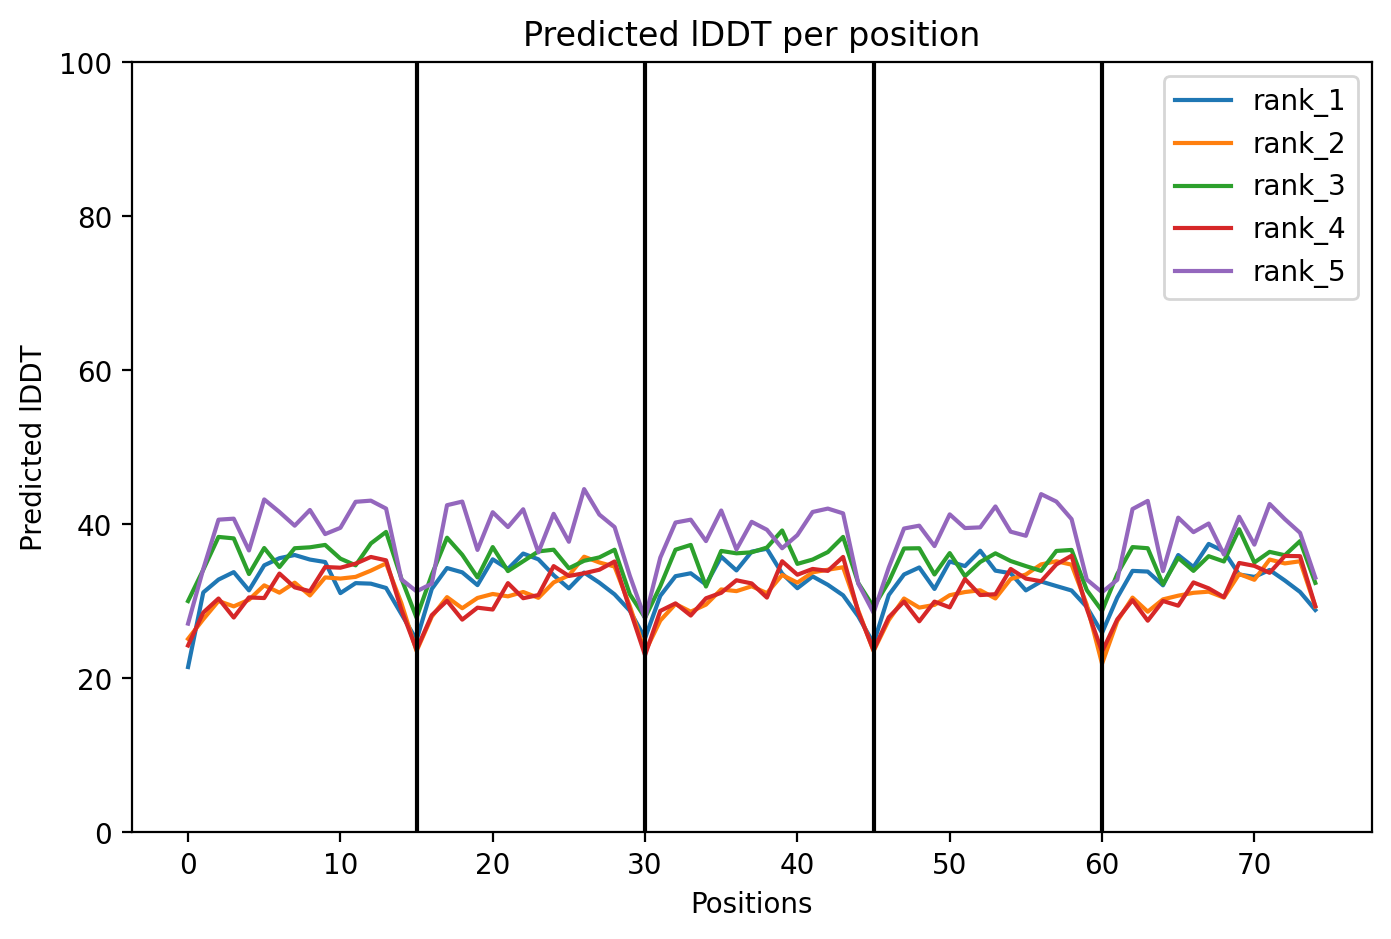 Predicted lDDT per position
100
80
60
40
20
0
Predicted lDDT
0 10 20 30 40 50 60 70
Positions
rank_1
rank_2
rank_3
rank_4
rank_5